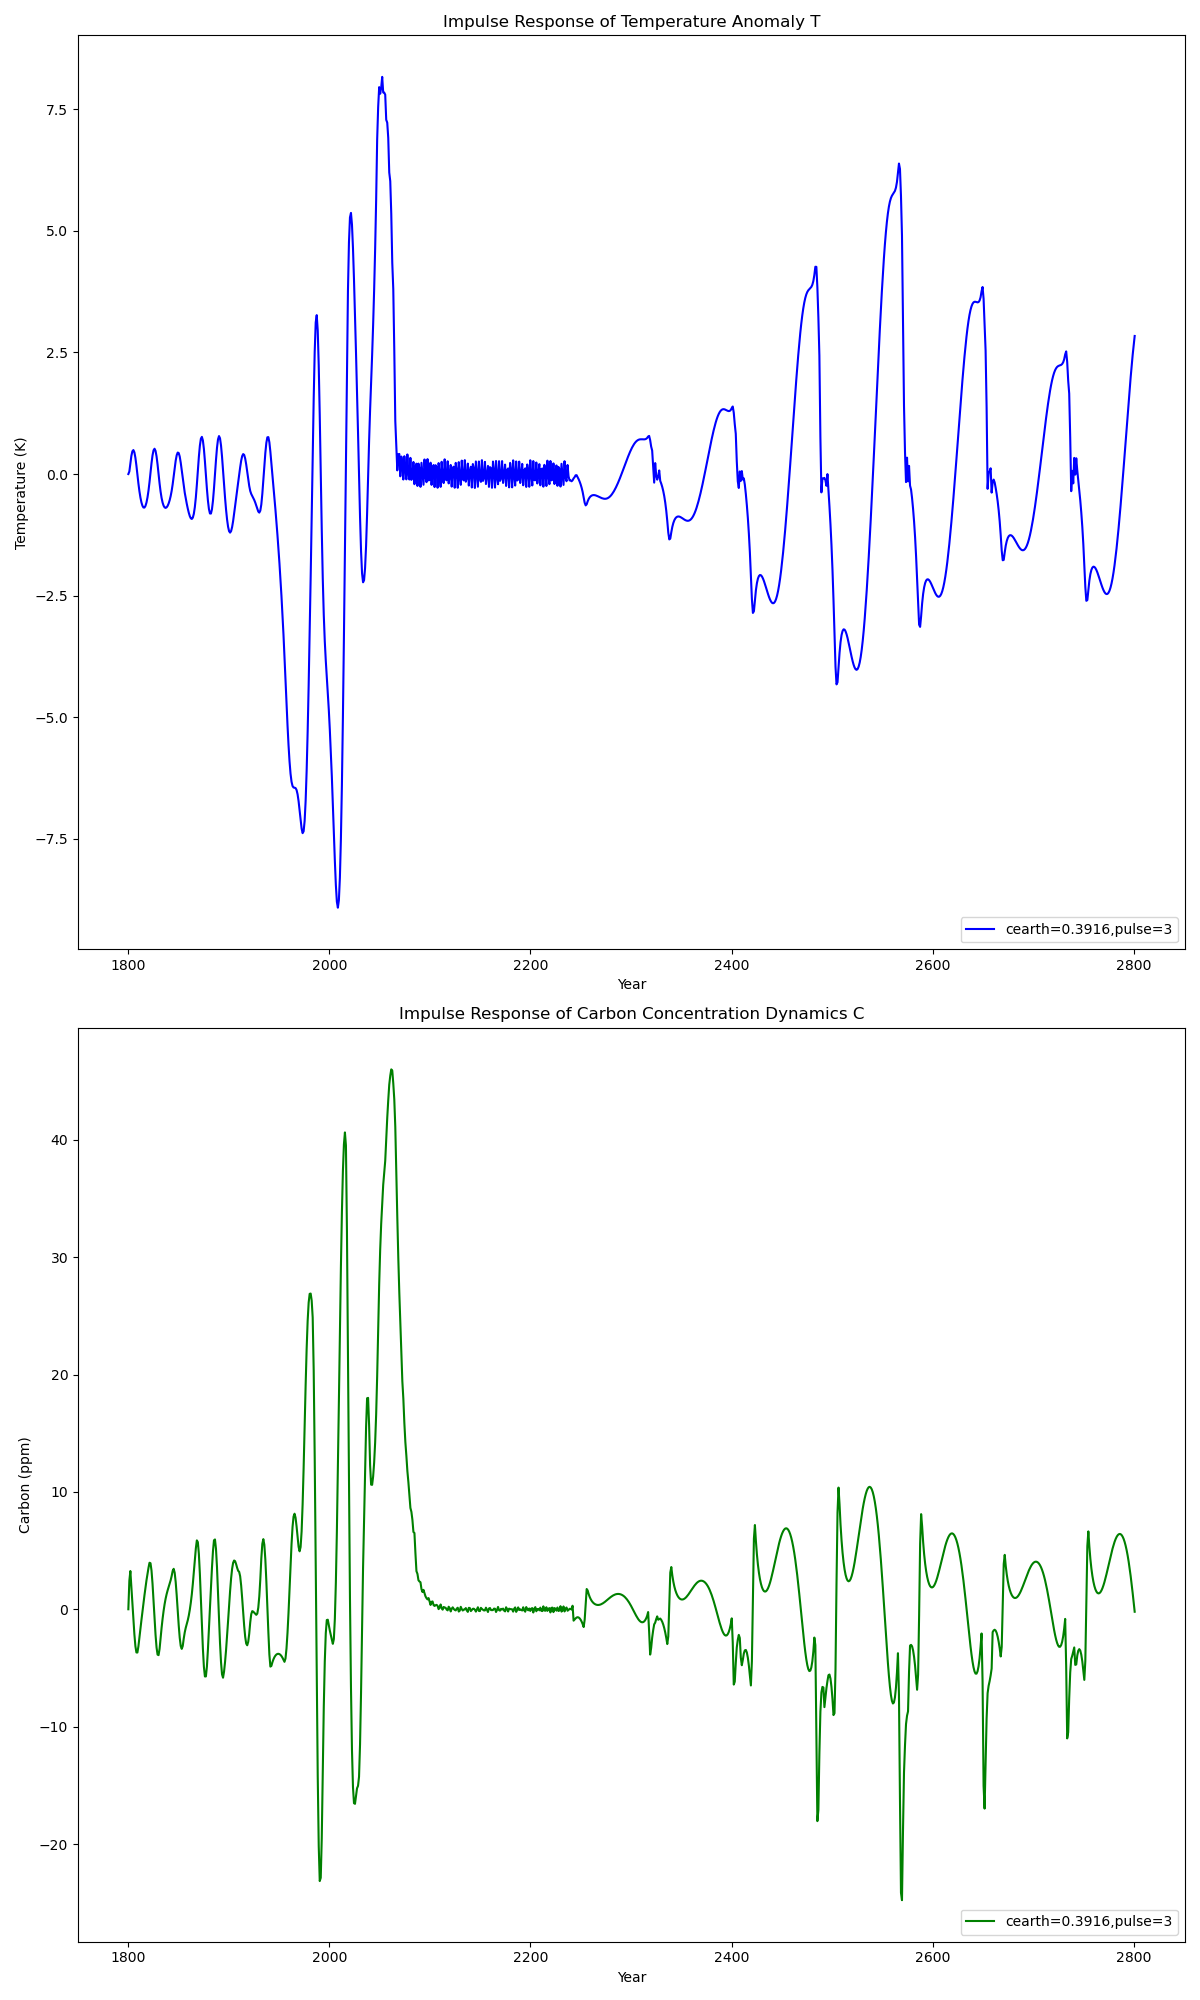 Impulse Response of Temperature Anomaly T
7.5
5.0
2.5
0.0
−2.5
−5.0
−7.5
Temperature (K)
cearth=0.3916,pulse=3
1800 2000 2200 2400 2600 2800
Year
Impulse Response of Carbon Concentration Dynamics C
40
30
20
10
0
−10
−20
Carbon (ppm)
cearth=0.3916,pulse=3
1800 2000 2200 2400 2600 2800
Year